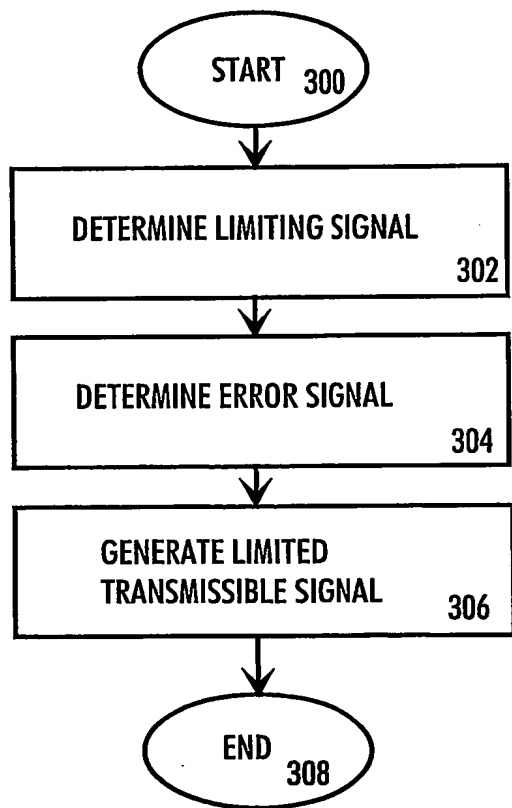 START 300
DETERMINE LIMITING SIGNAL
302
DETERMINE ERROR SIGNAL
304
GENERATE LIMITED
TRANSMISSIBLE SIGNAL
306
END
308